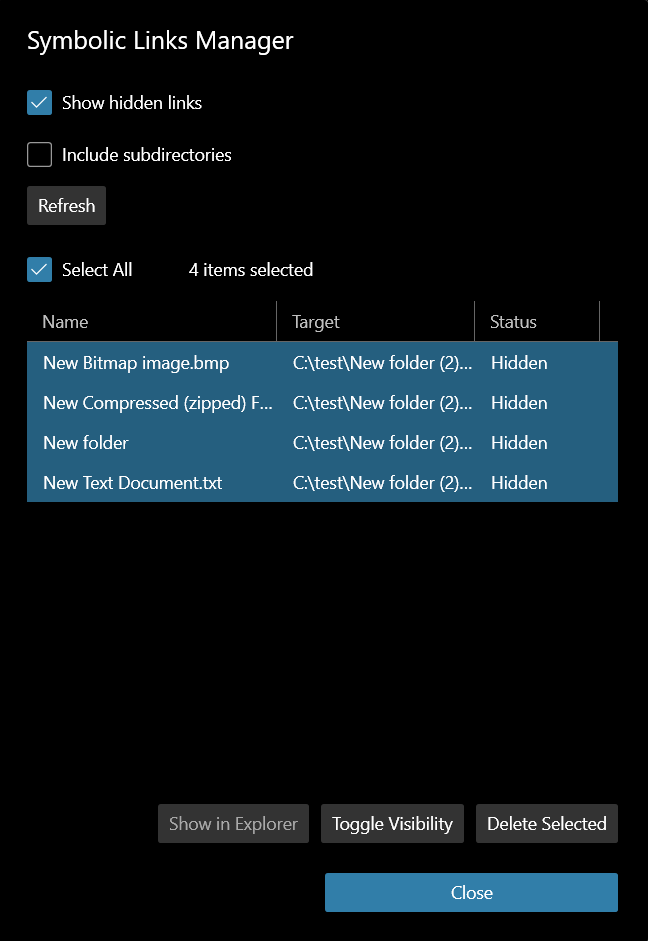 Symbolic Links Manager
Show hidden links
Include subdirectories
Refresh
Select All 4 items selected
Name Target Status
New Bitmap image.bmp C:\test\New folder (2)... Hidden
New Compressed (zipped) F... C:\test\New folder (2)... Hidden
New folder C:\test\New folder (2)... Hidden
New Text Document.txt C:\test\New folder (2)... Hidden
Show in Explorer Toggle Visibility Delete Selected
Close